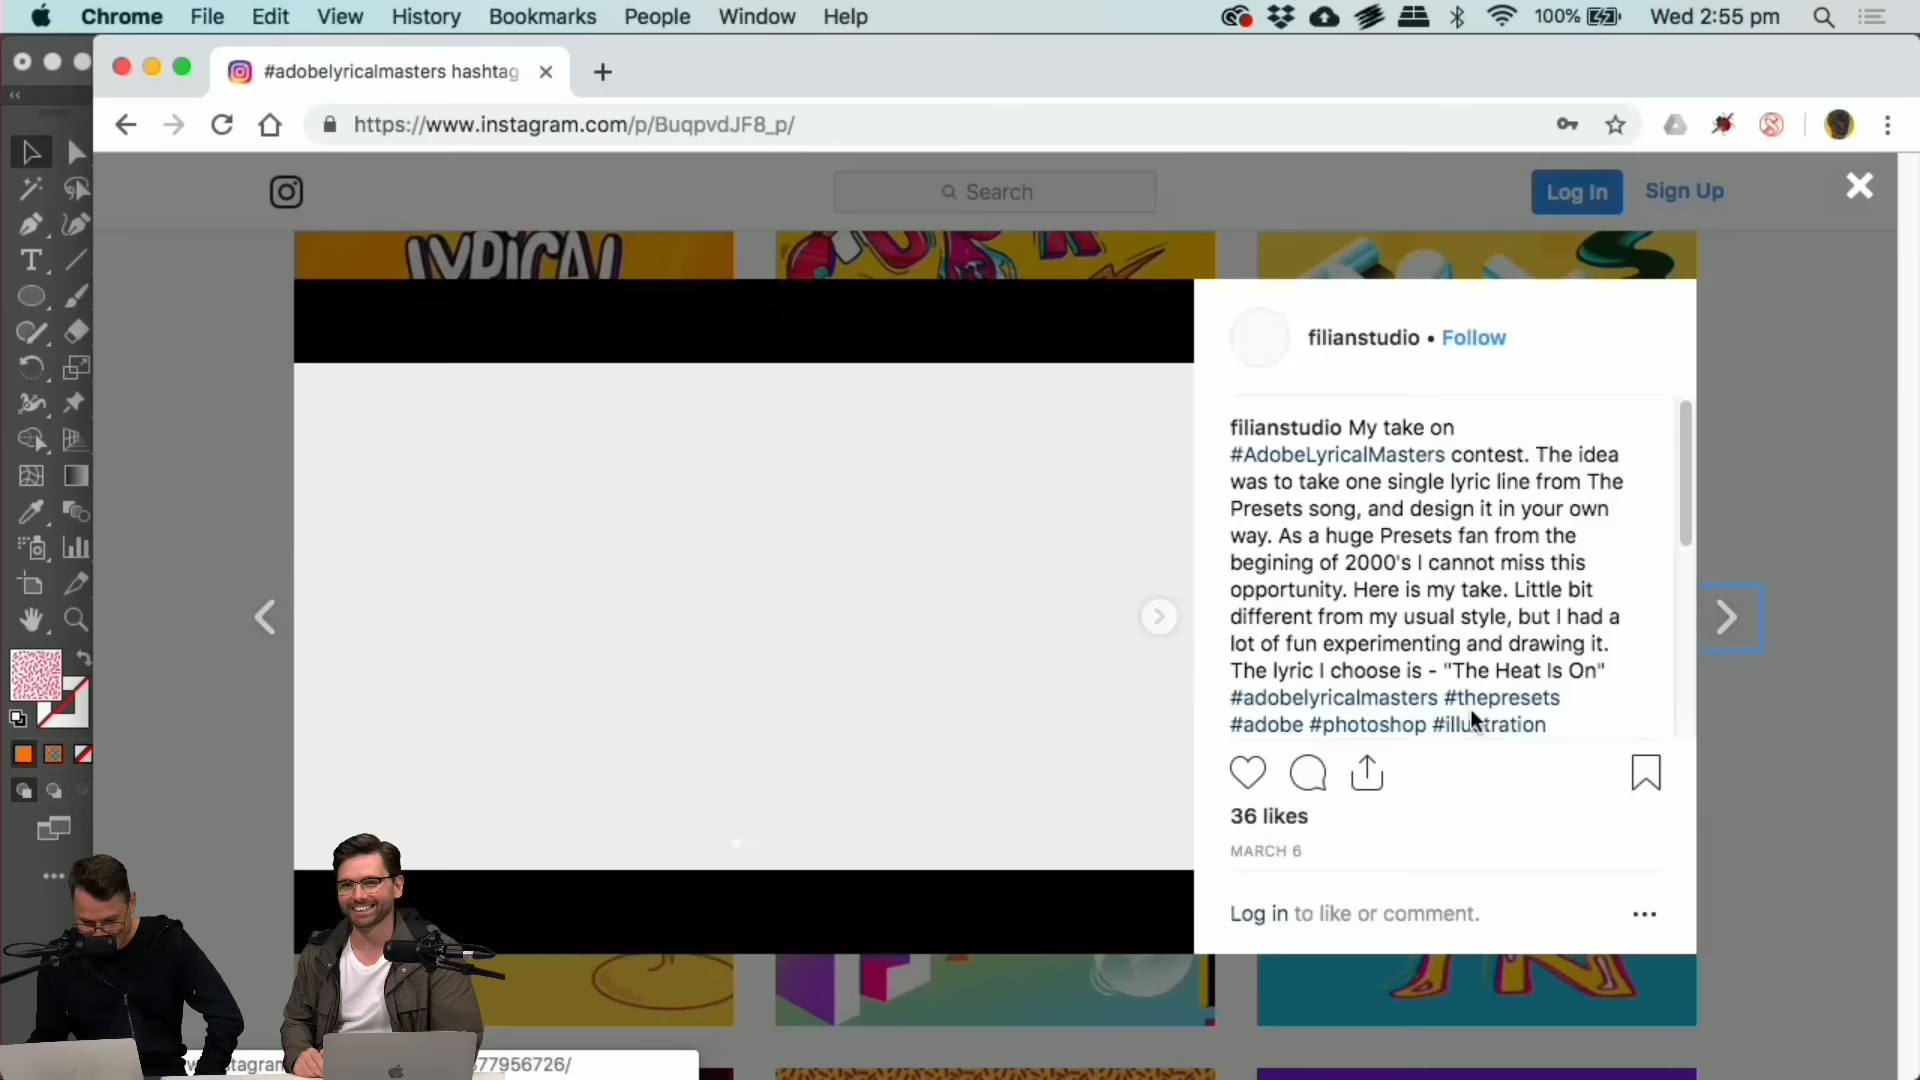 Chrome File Edit View History Bookmarks People Window Help 100% Wed 2:55 pm
#adobelyricalmasters hashtag
https://www.instagram.com/p/BuqpvdJF8_p/
Search
Log In
Sign Up
LYRICAL
filianstudio • Follow
filianstudio My take on
#AdobeLyricalMasters contest. The idea
was to take one single lyric line from The
Presets song, and design it in your own
way. As a huge Presets fan from the
begining of 2000's I cannot miss this
opportunity. Here is my take. Little bit
different from my usual style, but I had a
lot of fun experimenting and drawing it.
The lyric I choose is - "The Heat Is On"
#adobelyricalmasters #thepresets
#adobe #photoshop #illustration
36 likes
MARCH 6
Log in to like or comment.
77956726/